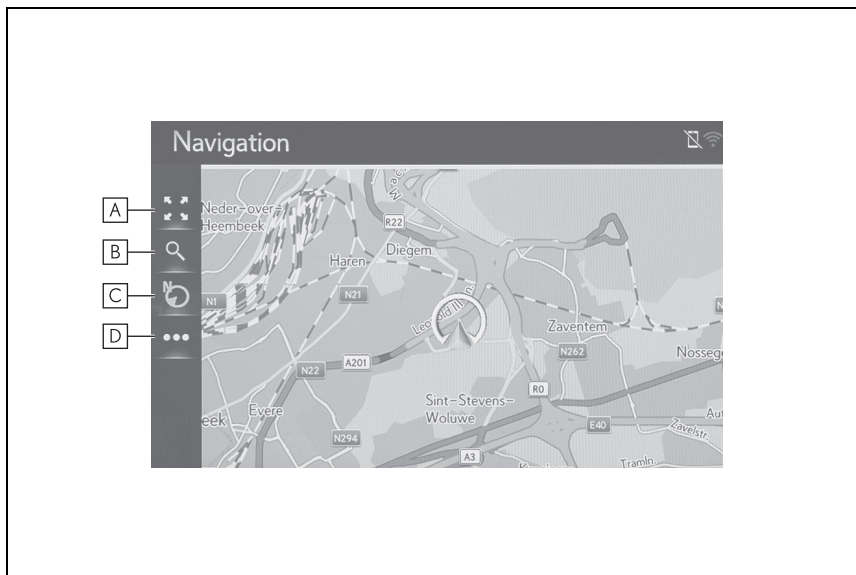 Navigation
A
B
C
D
N
Neder-over-
Heembeek
R22
Diegem
Haren
N1
N21
Leopold III
Zaventem
N262
Nosseg
A201
N22
R0
Sint-Stevens-
Woluwe
Evere
eek
N294
E40
Zavelstr.
A3
Tramln.